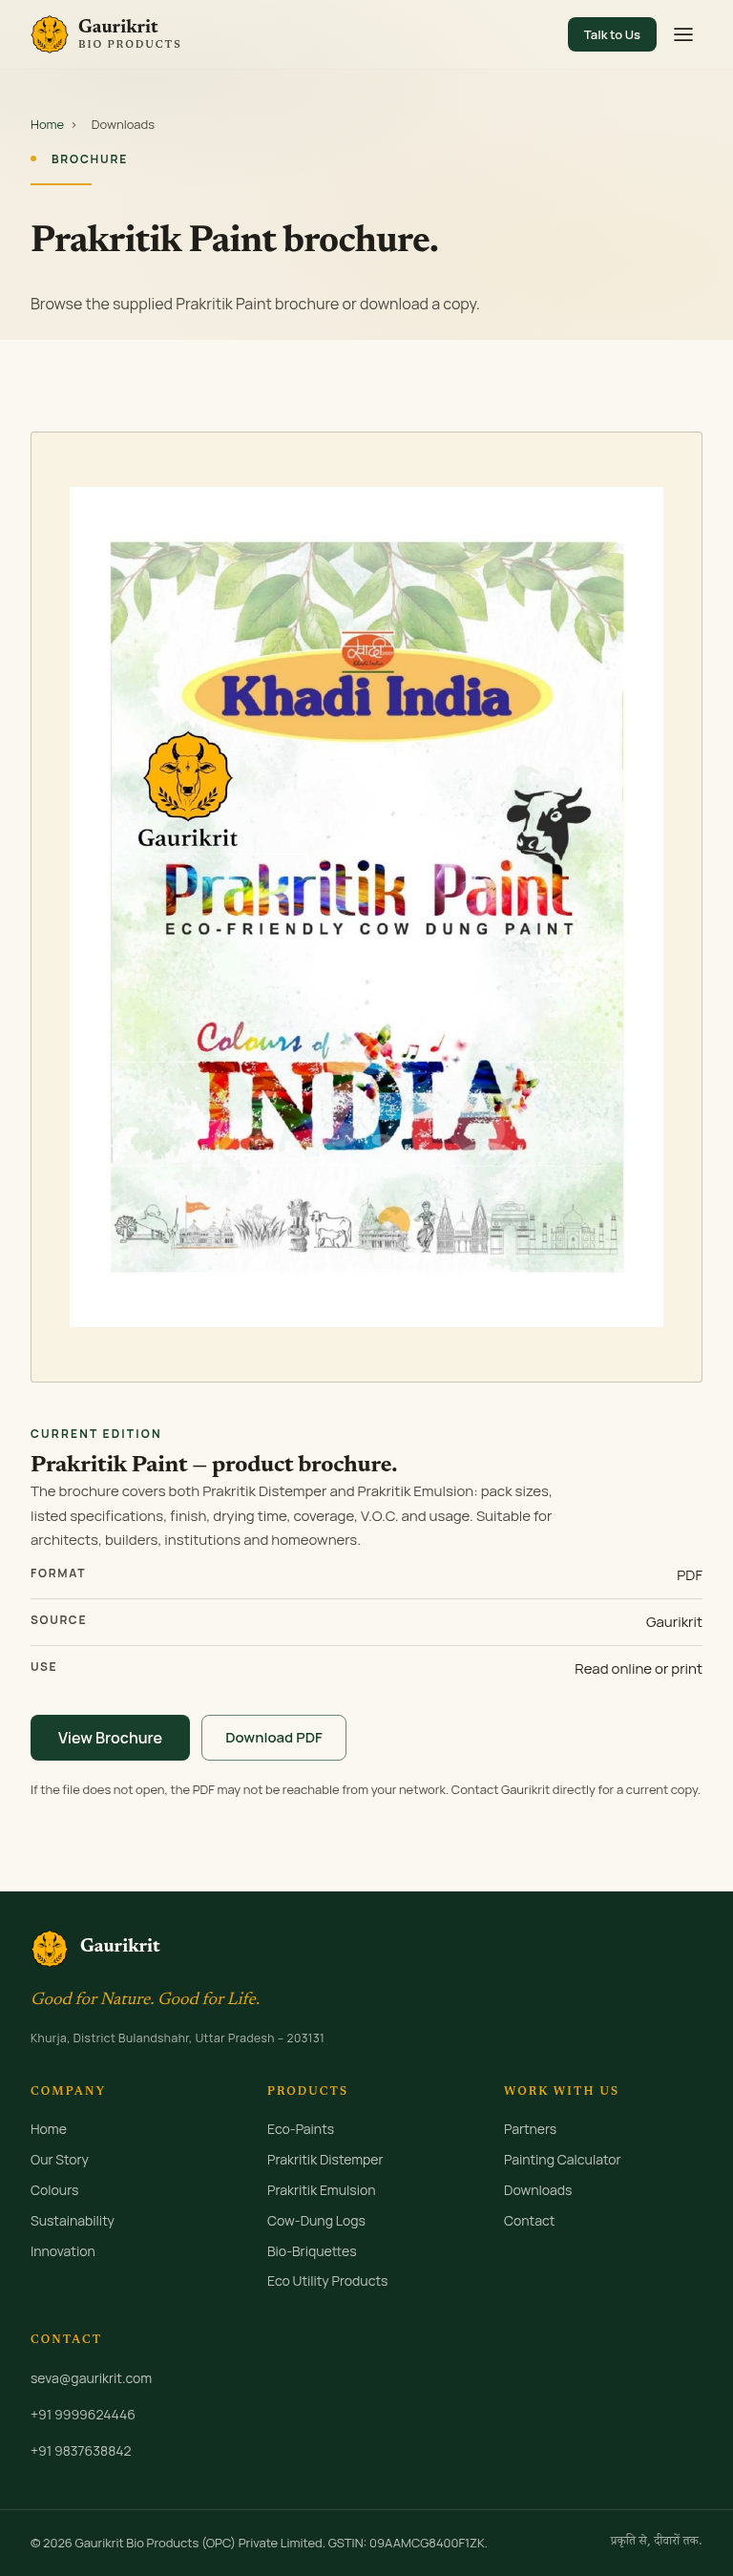 Gaurikrit
BIO PRODUCTS
Talk to Us
Home › Downloads
BROCHURE
Prakritik Paint brochure.
Browse the supplied Prakritik Paint brochure or download a copy.
खादी
Khadi India
Khadi India
Gaurikrit
Prakritik Paint
ECO-FRIENDLY COW DUNG PAINT
Colours of
INDIA
CURRENT EDITION
Prakritik Paint — product brochure.
The brochure covers both Prakritik Distemper and Prakritik Emulsion: pack sizes,
listed specifications, finish, drying time, coverage, V.O.C. and usage. Suitable for
architects, builders, institutions and homeowners.
FORMAT PDF
SOURCE Gaurikrit
USE Read online or print
View Brochure Download PDF
If the file does not open, the PDF may not be reachable from your network. Contact Gaurikrit directly for a current copy.
Gaurikrit
Good for Nature. Good for Life.
Khurja, District Bulandshahr, Uttar Pradesh – 203131
COMPANY
Home
Our Story
Colours
Sustainability
Innovation
PRODUCTS
Eco-Paints
Prakritik Distemper
Prakritik Emulsion
Cow-Dung Logs
Bio-Briquettes
Eco Utility Products
WORK WITH US
Partners
Painting Calculator
Downloads
Contact
CONTACT
seva@gaurikrit.com
+91 9999624446
+91 9837638842
© 2026 Gaurikrit Bio Products (OPC) Private Limited. GSTIN: 09AAMCG8400F1ZK.
प्रकृति से, दीवारों तक.